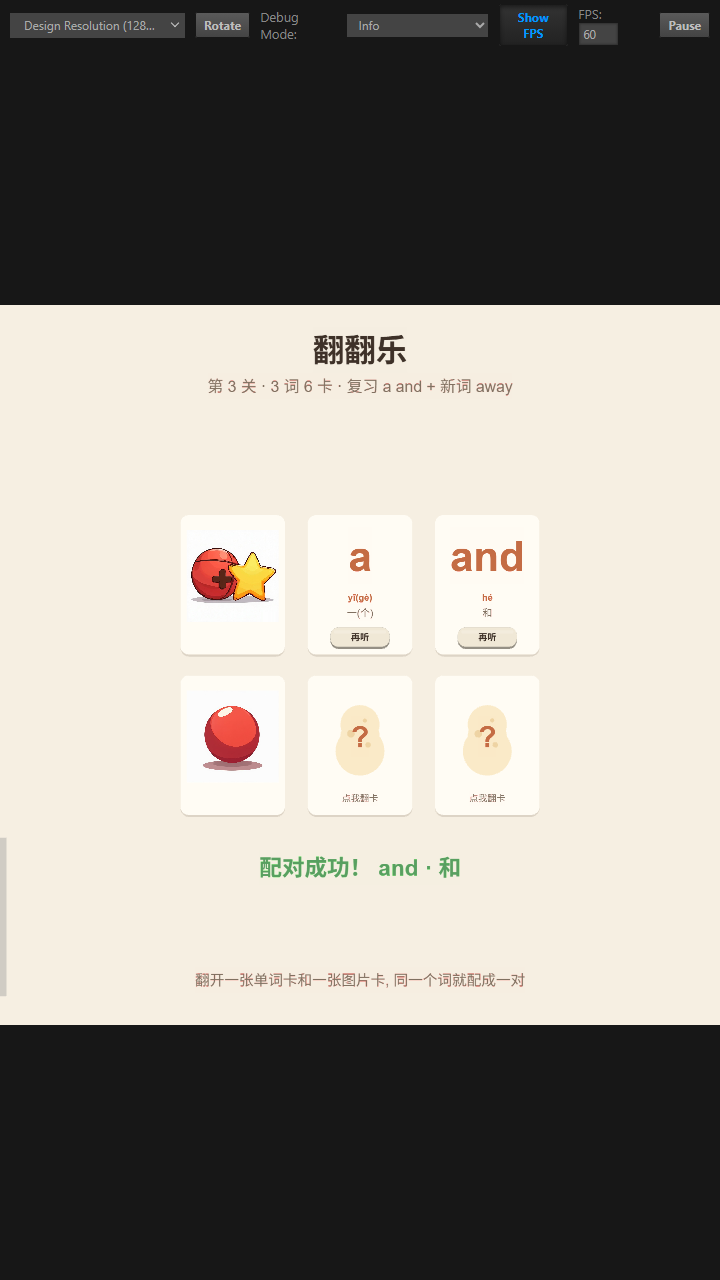 Design Resolution (128...
Rotate
Debug Mode:
Info
Show FPS
FPS:
60
Pause
翻翻乐
第 3 关 · 3 词 6 卡 · 复习 a and + 新词 away
a
yī(gè)
一(个)
再听
and
hé
和
再听
?
点我翻卡
?
点我翻卡
配对成功! and · 和
翻开一张单词卡和一张图片卡, 同一个词就配成一对